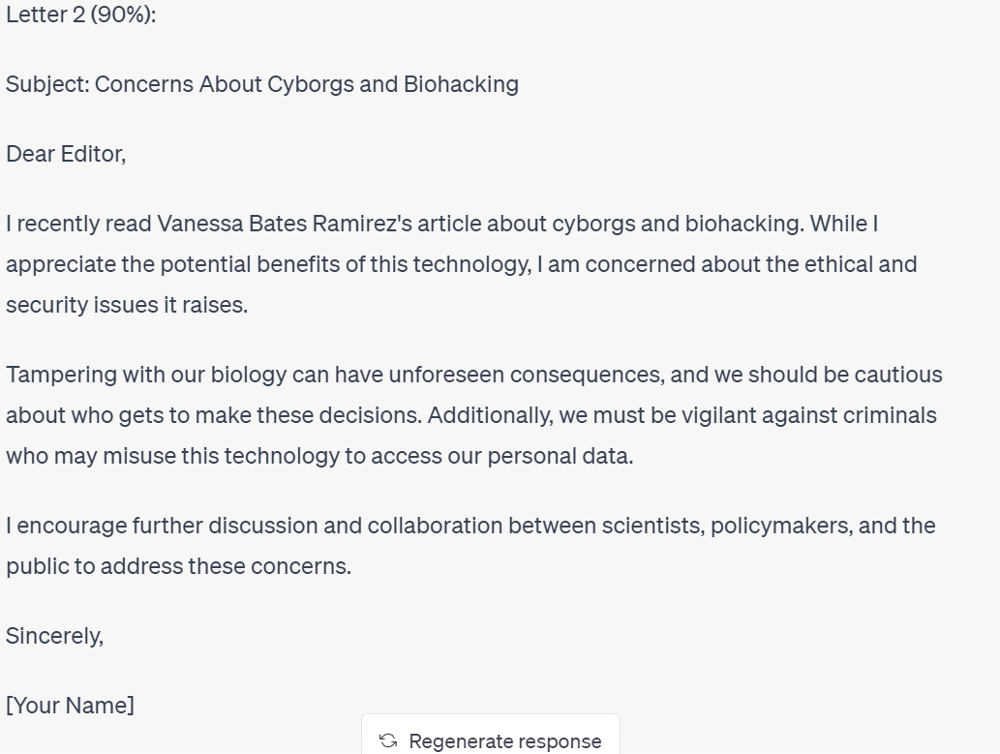 Letter 2 (90%):
Subject: Concerns About Cyborgs and Biohacking
Dear Editor,
I recently read Vanessa Bates Ramirez's article about cyborgs and biohacking. While I
appreciate the potential benefits of this technology, I am concerned about the ethical and
security issues it raises.
Tampering with our biology can have unforeseen consequences, and we should be cautious
about who gets to make these decisions. Additionally, we must be vigilant against criminals
who may misuse this technology to access our personal data.
I encourage further discussion and collaboration between scientists, policymakers, and the
public to address these concerns.
Sincerely,
[Your Name]
Regenerate response